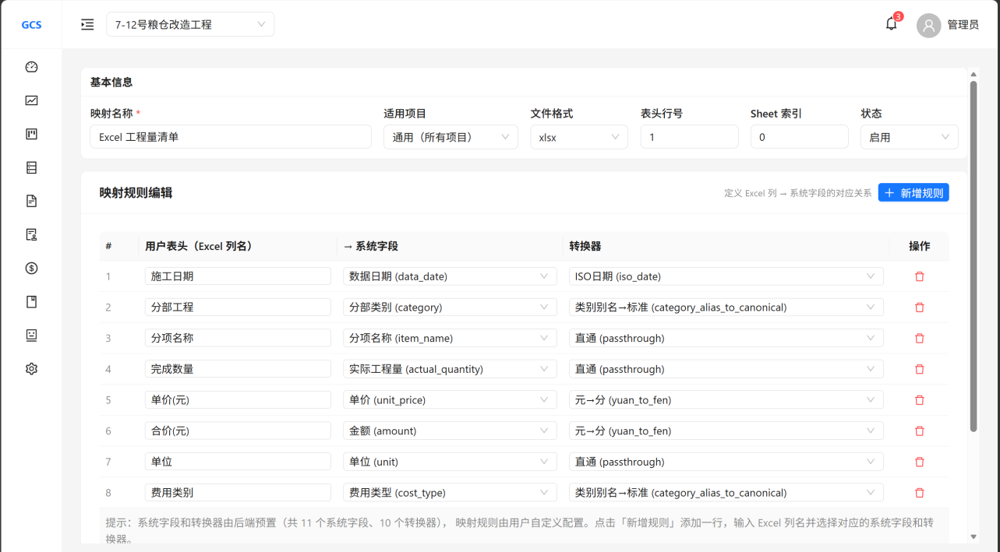 GCS
7-12号粮仓改造工程
3
管理员
基本信息
映射名称 * 适用项目 文件格式 表头行号 Sheet 索引 状态
Excel 工程量清单 通用（所有项目） xlsx 1 0 启用
映射规则编辑 定义 Excel 列 → 系统字段的对应关系 + 新增规则
# 用户表头（Excel 列名） → 系统字段 转换器 操作
1 施工日期 数据日期 (data_date) ISO日期 (iso_date)
2 分部工程 分部类别 (category) 类别别名→标准 (category_alias_to_canonical)
3 分项名称 分项名称 (item_name) 直通 (passthrough)
4 完成数量 实际工程量 (actual_quantity) 直通 (passthrough)
5 单价(元) 单价 (unit_price) 元→分 (yuan_to_fen)
6 合价(元) 金额 (amount) 元→分 (yuan_to_fen)
7 单位 单位 (unit) 直通 (passthrough)
8 费用类别 费用类型 (cost_type) 类别别名→标准 (category_alias_to_canonical)
提示：系统字段和转换器由后端预置（共 11 个系统字段、10 个转换器），映射规则由用户自定义配置。点击「新增规则」添加一行，输入 Excel 列名并选择对应的系统字段和转
换器。